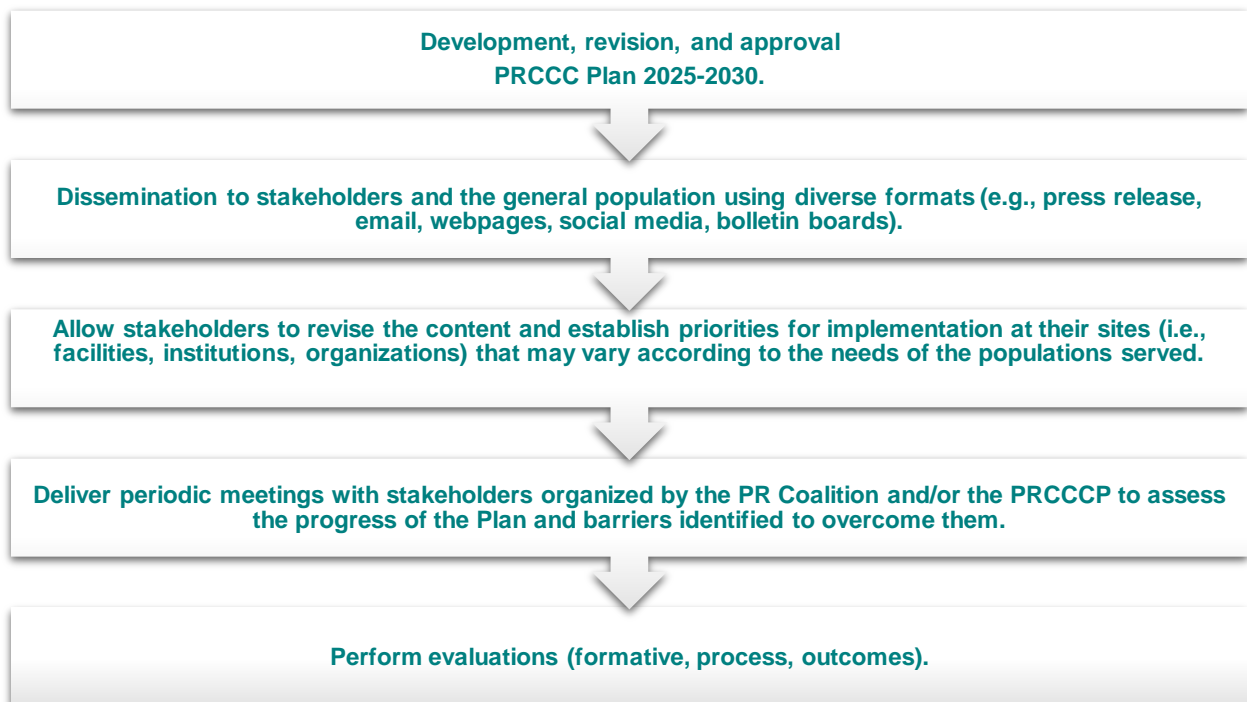 Development, revision, and approval
PRCCC Plan 2025-2030.
Dissemination to stakeholders and the general population using diverse formats (e.g., press release,
email, webpages, social media, bolletin boards).
Allow stakeholders to revise the content and establish priorities for implementation at their sites (i.e.,
facilities, institutions, organizations) that may vary according to the needs of the populations served.
Deliver periodic meetings with stakeholders organized by the PR Coalition and/or the PRCCCP to assess
the progress of the Plan and barriers identified to overcome them.
Perform evaluations (formative, process, outcomes).